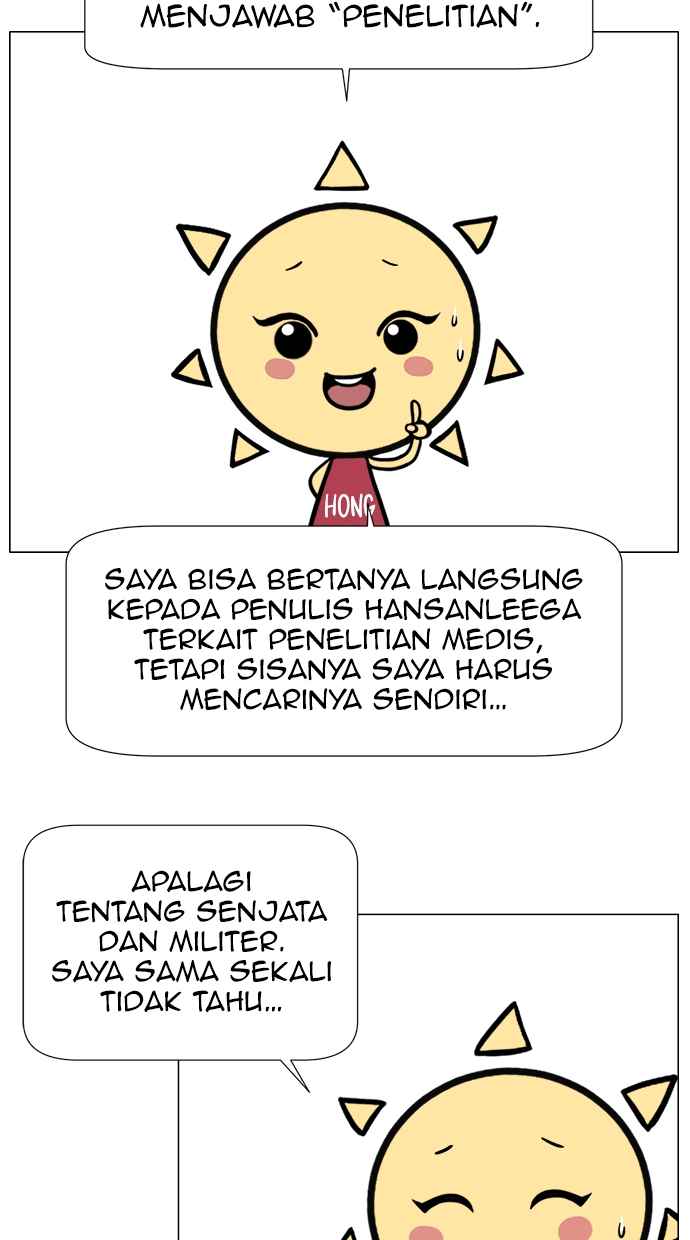 MENJAWAB “PENELITIAN”.
HONG
SAYA BISA BERTANYA LANGSUNG
KEPADA PENULIS HANSANLEEGA
TERKAIT PENELITIAN MEDIS,
TETAPI SISANYA SAYA HARUS
MENCARINYA SENDIRI...
APALAGI
TENTANG SENJATA
DAN MILITER.
SAYA SAMA SEKALI
TIDAK TAHU...